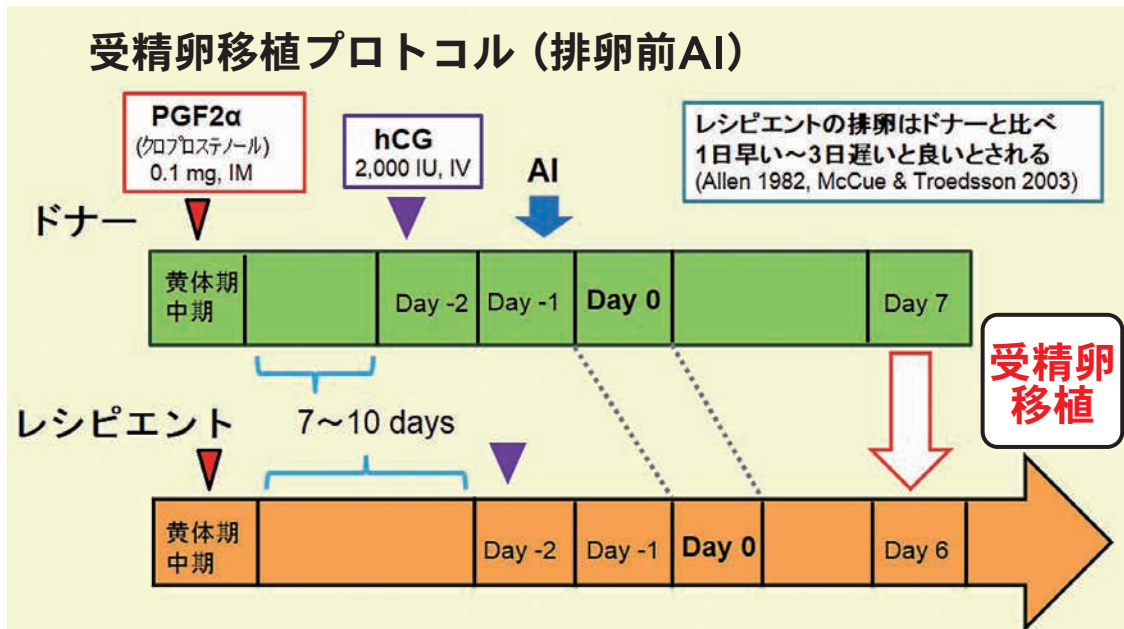 受精卵移植プロトコル（排卵前AI）
PGF2α
(クロプロステノール)
0.1 mg, IM
hCG
2,000 IU, IV
AI
レシピエントの排卵はドナーと比べ
1日早い～3日遅いと良いとされる
(Allen 1982, McCue & Troedsson 2003)
ドナー
黄体期
中期
Day -2
Day -1
Day 0
Day 7
受精卵
移植
7～10 days
レシピエント
黄体期
中期
Day -2
Day -1
Day 0
Day 6